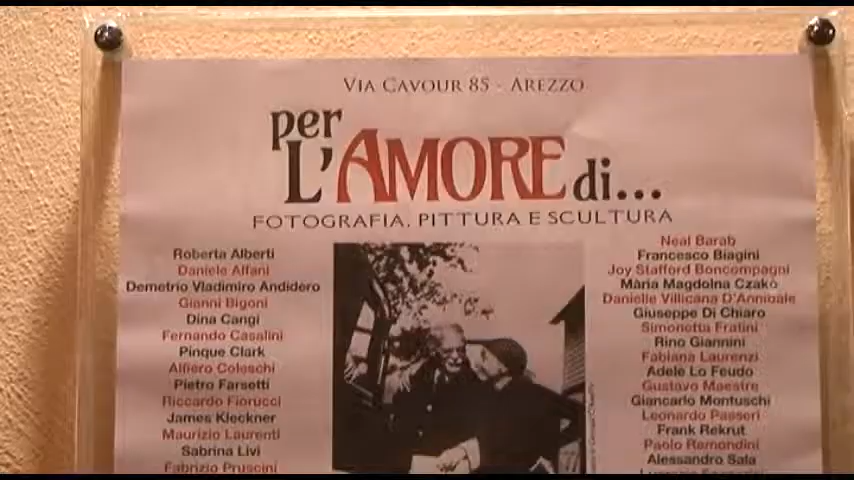 VIA CAVOUR 85 - AREZZO
per
L'AMORE di...
FOTOGRAFIA, PITTURA E SCULTURA
Roberta Alberti
Daniele Alfani
Demetrio Vladimiro Andidero
Gianni Bigoni
Dina Cangi
Fernando Casalini
Pinque Clark
Alfiero Coleschi
Pietro Farsetti
Riccardo Fiorucci
James Kleckner
Maurizio Laurenti
Sabrina Livi
Fabrizio Pruscini
Neal Barab
Francesco Biagini
Joy Stafford Boncompagni
Mària Magdolna Czakó
Danielle Villicana D'Annibale
Giuseppe Di Chiaro
Simonetta Fratini
Rino Giannini
Fabiana Laurenzi
Adele Lo Feudo
Gustavo Maestre
Giancarlo Montuschi
Leonardo Passeri
Frank Rekrut
Paolo Remondini
Alessandro Sala